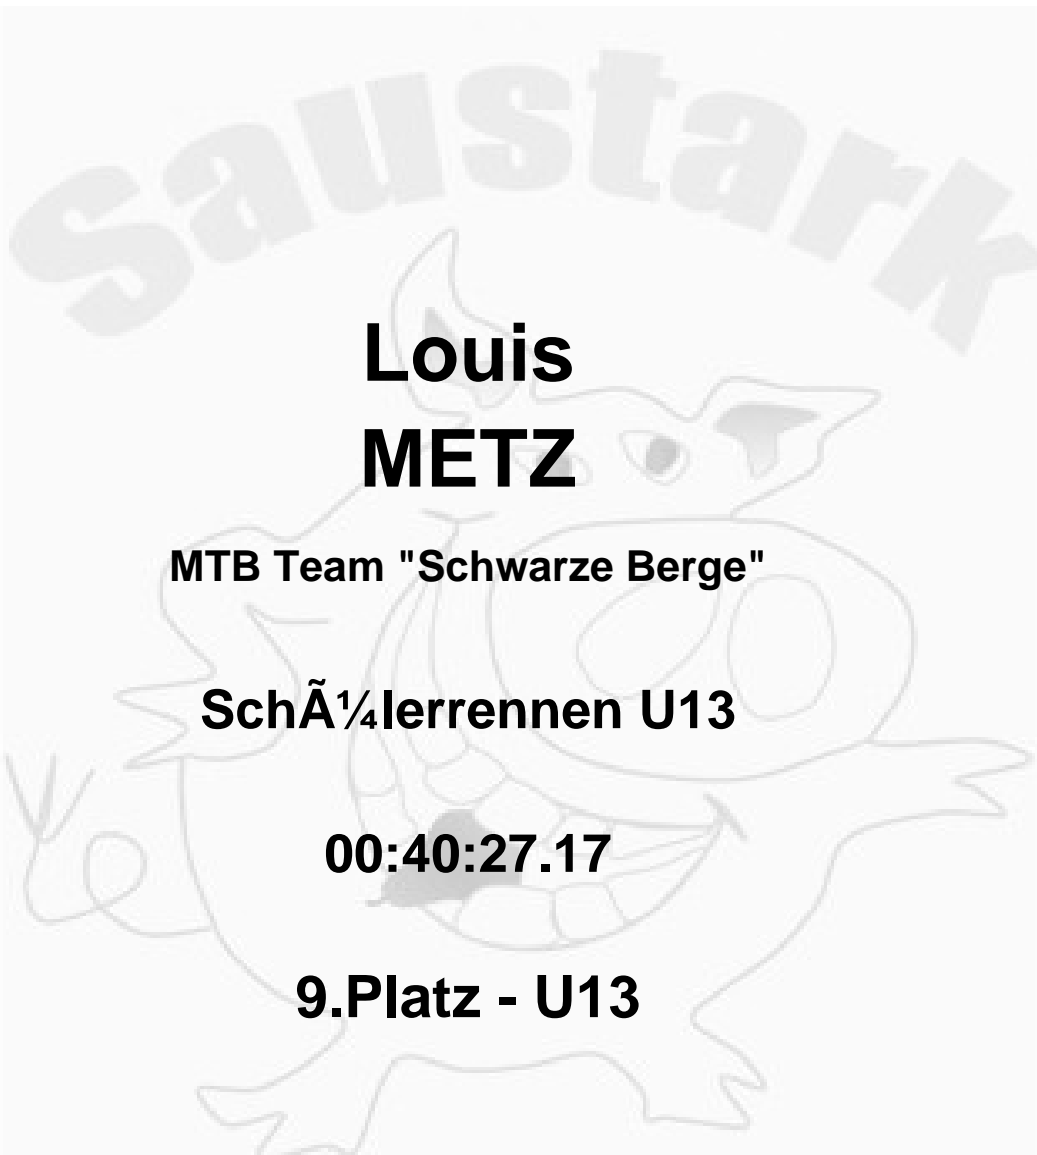 Saustark
Louis
METZ
MTB Team "Schwarze Berge"
SchÃ¼lerrennen U13
00:40:27.17
9.Platz - U13